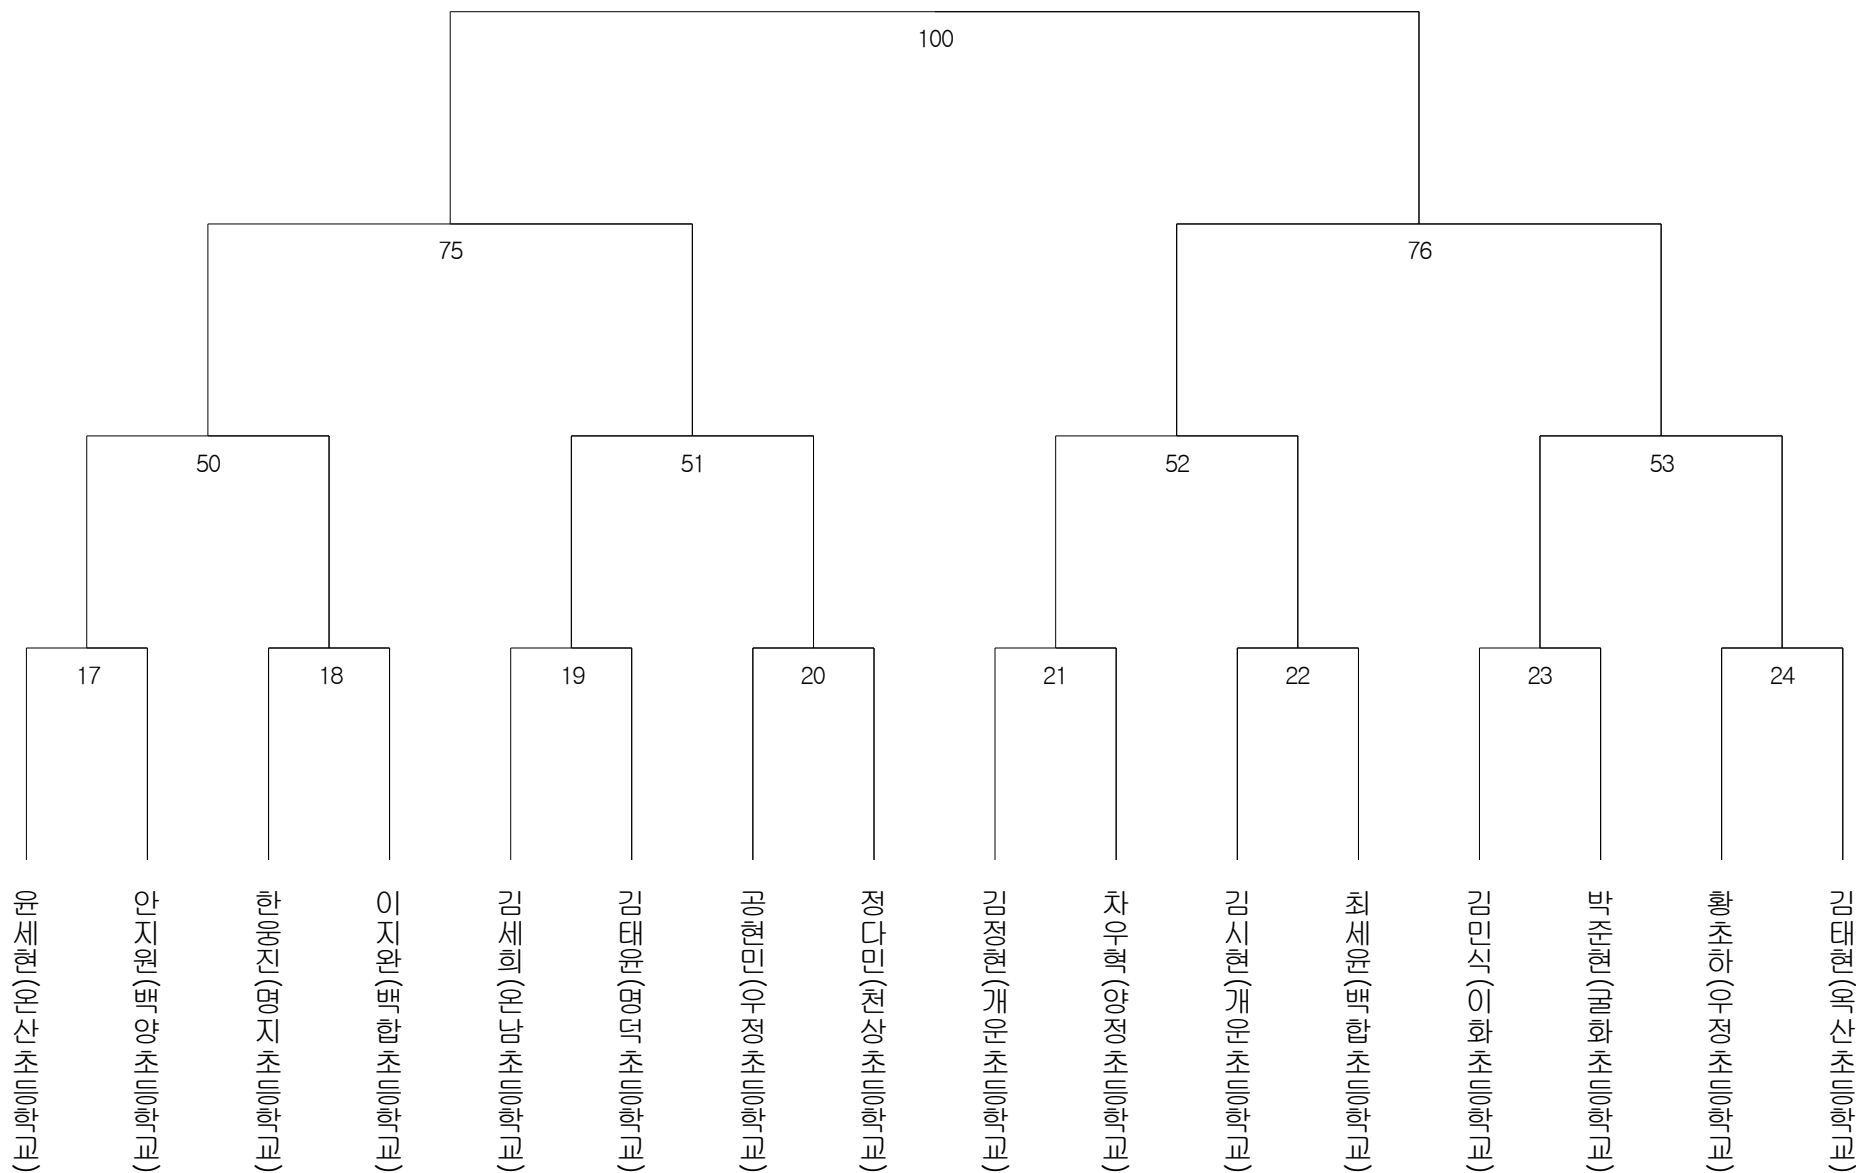 100
75
76
50
51
52
53
17
18
19
20
21
22
23
24
윤세현(온산초등학교)
안지원(백양초등학교)
한웅진(명지초등학교)
이지완(백합초등학교)
김세희(온남초등학교)
김태윤(명덕초등학교)
공현민(우정초등학교)
정다민(천상초등학교)
김정현(개운초등학교)
차우혁(양정초등학교)
김시현(개운초등학교)
최세윤(백합초등학교)
김민식(이화초등학교)
박준현(굴화초등학교)
황초하(우정초등학교)
김태현(옥산초등학교)